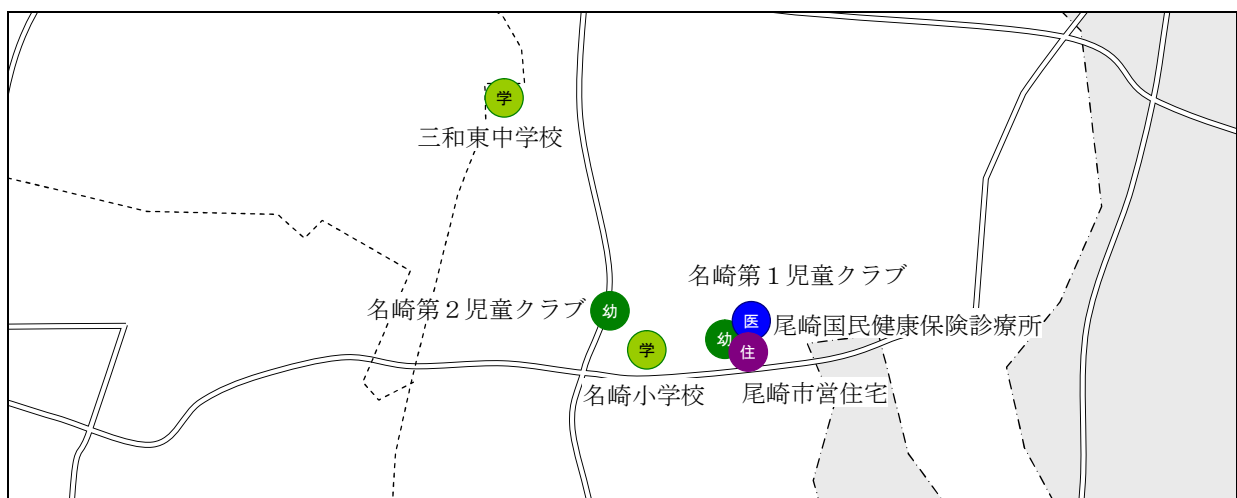 学
三和東中学校
名崎第１児童クラブ
名崎第２児童クラブ
幼
医
尾崎国民健康保険診療所
幼
住
学
名崎小学校
尾崎市営住宅